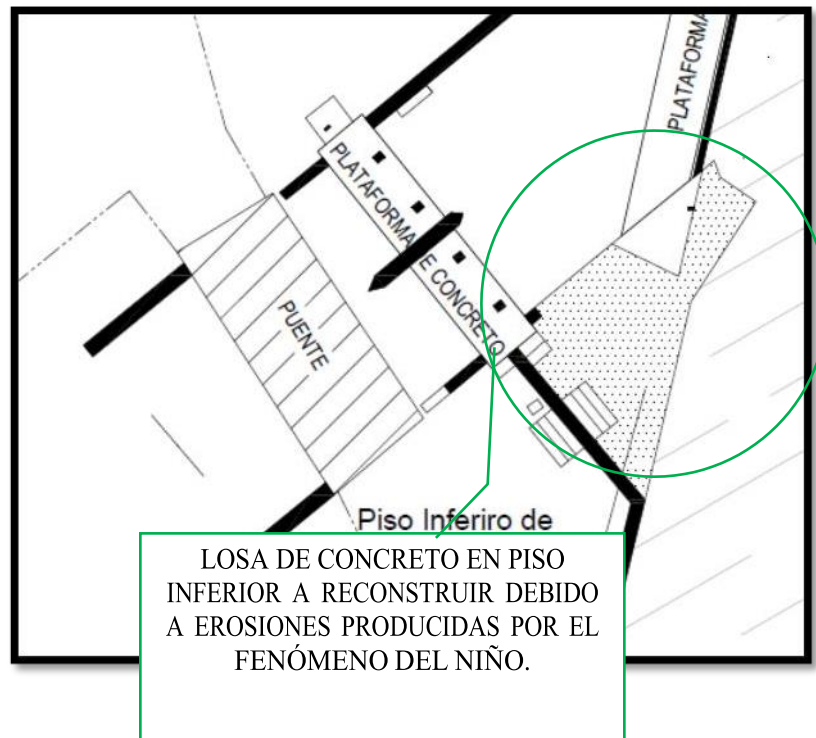 PLATAFORMA
PLATAFORMA DE CONCRETO
PUENTE
Piso Inferiro de
LOSA DE CONCRETO EN PISO
INFERIOR A RECONSTRUIR DEBIDO
A EROSIONES PRODUCIDAS POR EL
FENÓMENO DEL NIÑO.